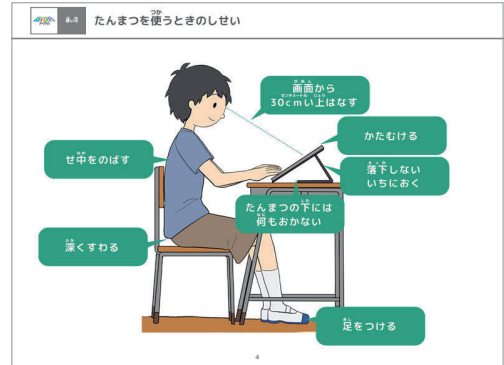 たんまつを使うときのしせい
画面から
30cmい上はなす
かたむける
落下しない
いちにおく
せ中をのばす
たんまつの下には
何もおかない
深くすわる
足をつける
4